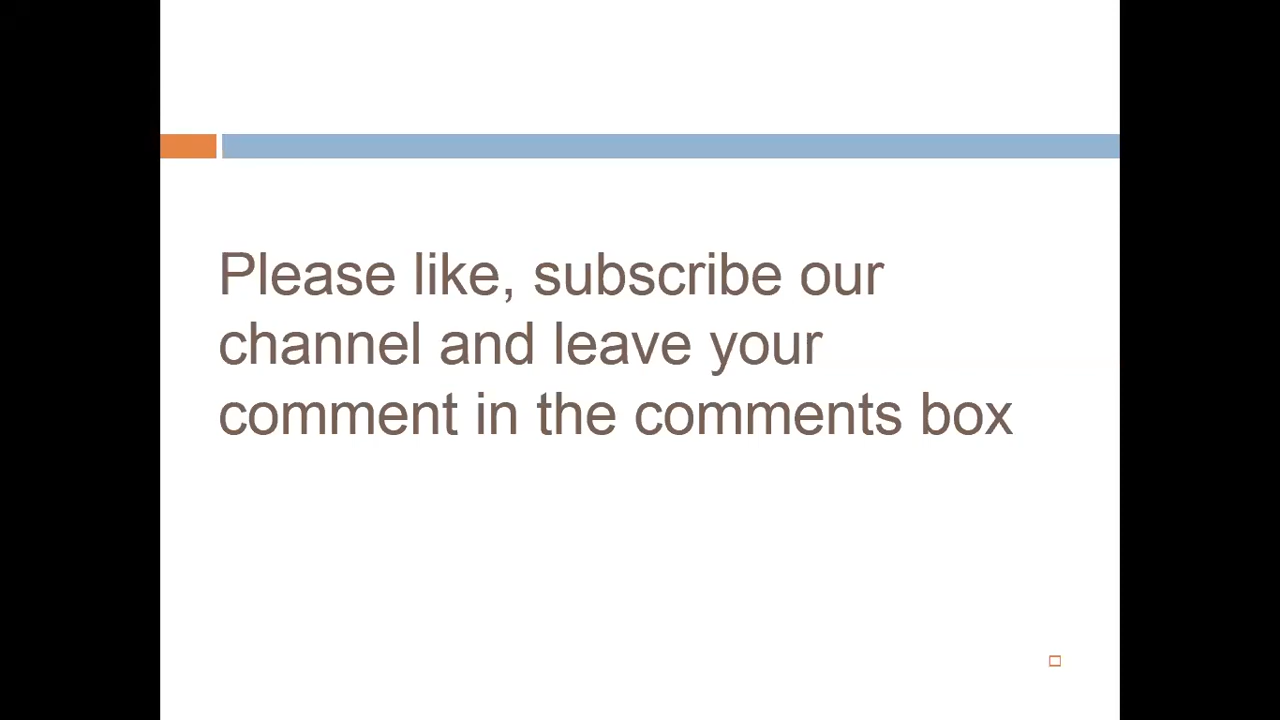 Please like, subscribe our
channel and leave your
comment in the comments box